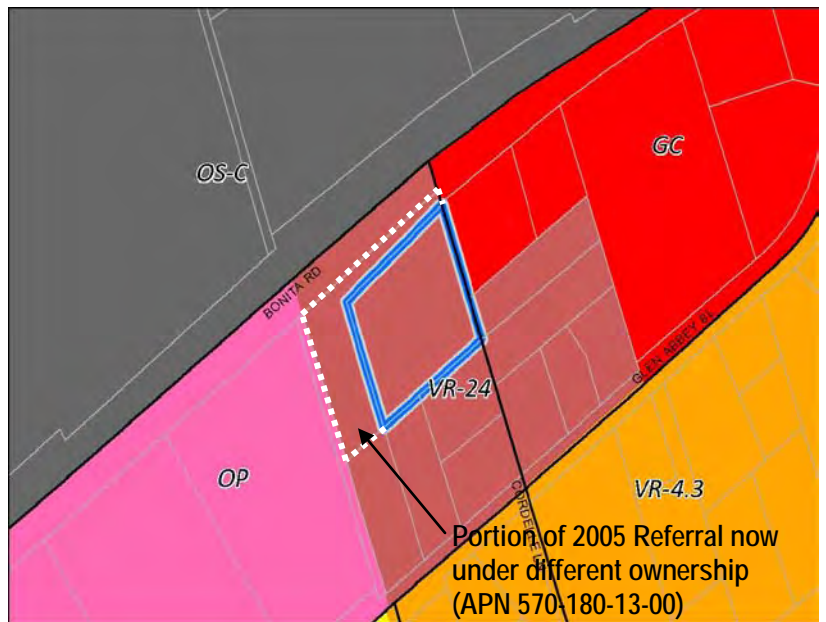 OS-C
GC
BONITA RD
VR-24
GLEN ABBEY BL
OP
VR-4.3
Portion of 2005 Referral now
under different ownership
(APN 570-180-13-00)